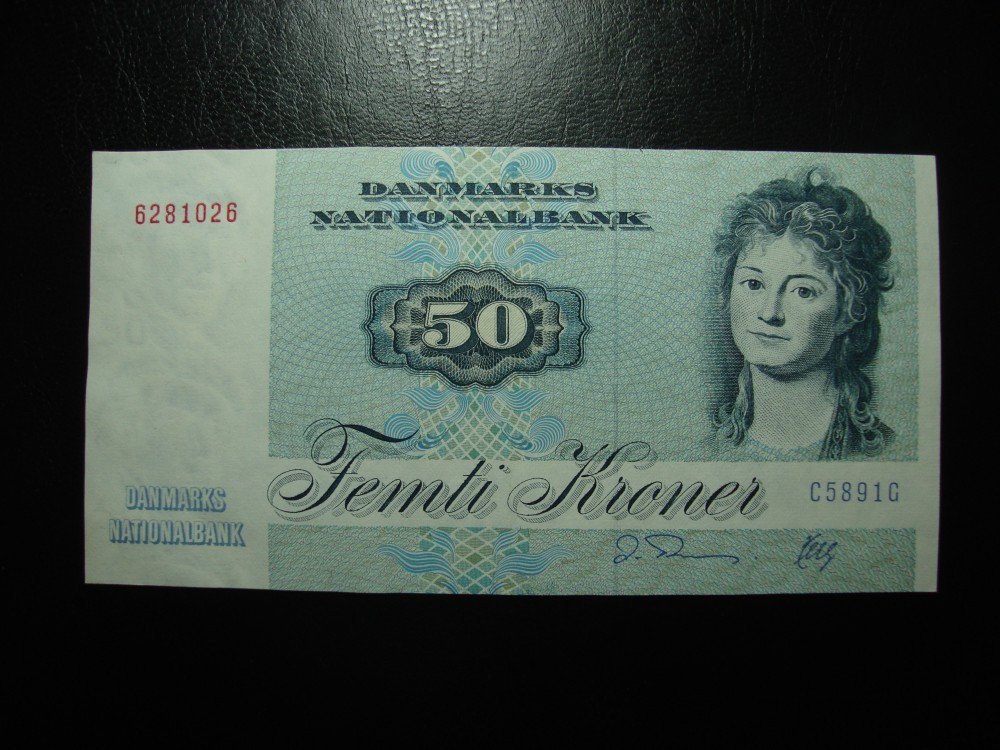 6281026
DANMARKS
NATIONALBANK
50
Femti Kroner
C5891G
DANMARKS
NATIONALBANK